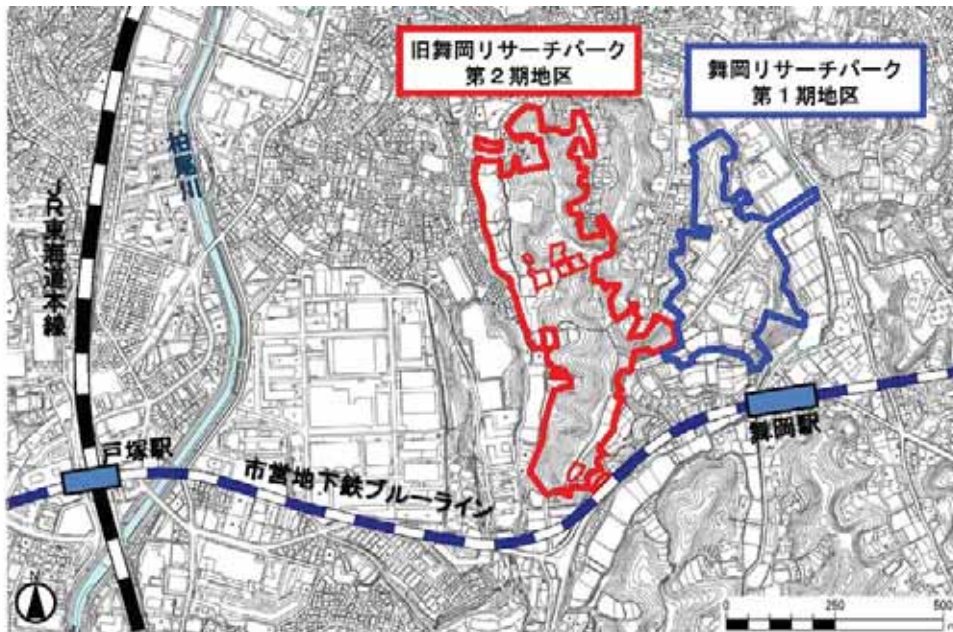 旧舞岡リサーチパーク
第２期地区
舞岡リサーチパーク
第１期地区
柏尾川
JR東海道本線
戸塚駅
市営地下鉄ブルーライン
舞岡駅
N
0 250 500
m